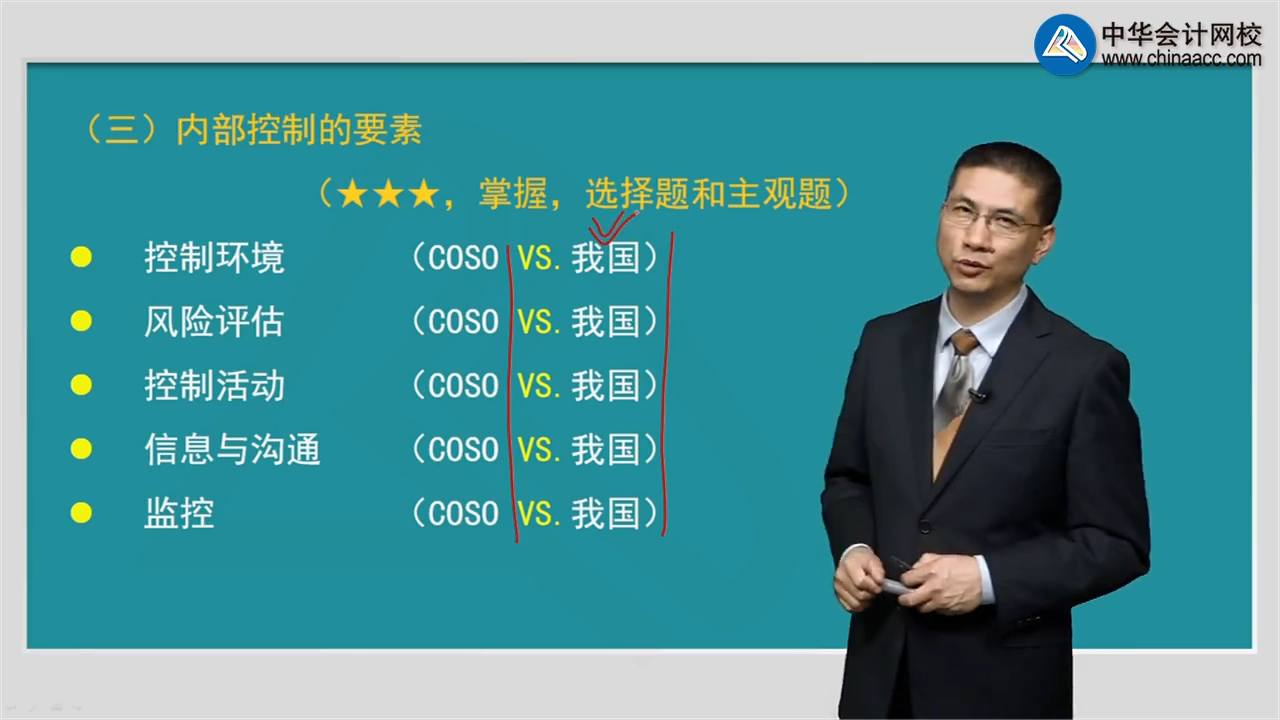 中华会计网校
www.chinaacc.com
（三）内部控制的要素
（★★★，掌握，选择题和主观题）
● 控制环境 （COSO VS. 我国）
● 风险评估 （COSO VS. 我国）
● 控制活动 （COSO VS. 我国）
● 信息与沟通 （COSO VS. 我国）
● 监控 （COSO VS. 我国）